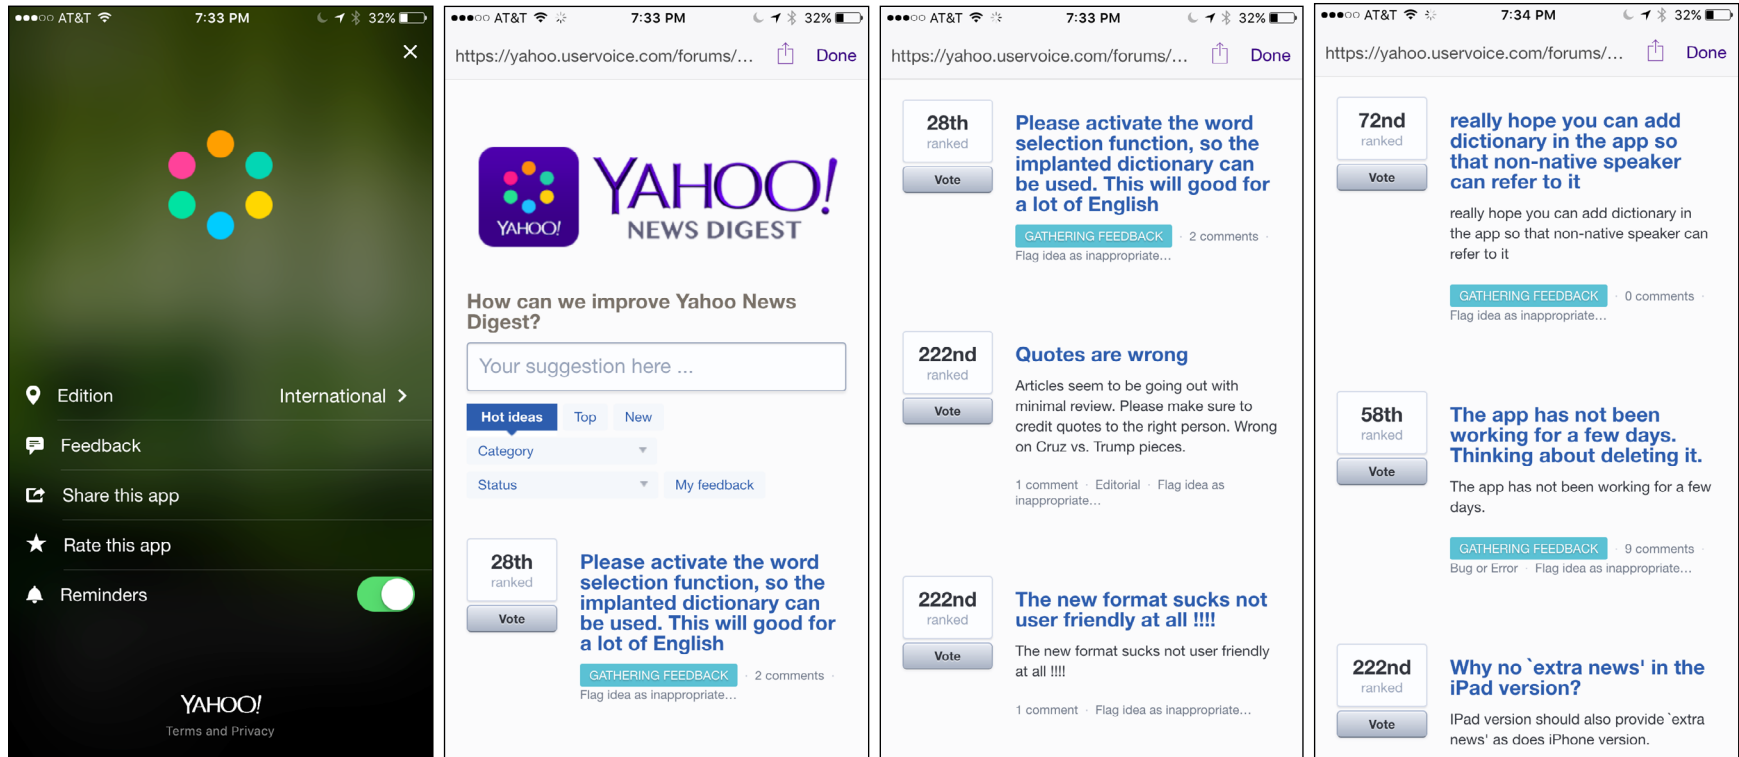 ●●●○○ AT&T 7:33 PM 32%
×
Edition International >
Feedback
Share this app
Rate this app
Reminders
YAHOO!
Terms and Privacy
●●●○○ AT&T 7:33 PM 32%
https://yahoo.uservoice.com/forums/... Done
YAHOO!
YAHOO!
NEWS DIGEST
How can we improve Yahoo News
Digest?
Your suggestion here ...
Hot ideas Top New
Category
Status My feedback
28th
ranked
Vote
Please activate the word
selection function, so the
implanted dictionary can
be used. This will good for
a lot of English
GATHERING FEEDBACK · 2 comments ·
Flag idea as inappropriate...
●●●○○ AT&T 7:33 PM 32%
https://yahoo.uservoice.com/forums/... Done
28th
ranked
Vote
Please activate the word
selection function, so the
implanted dictionary can
be used. This will good for
a lot of English
GATHERING FEEDBACK · 2 comments ·
Flag idea as inappropriate...
222nd
ranked
Vote
Quotes are wrong
Articles seem to be going out with
minimal review. Please make sure to
credit quotes to the right person. Wrong
on Cruz vs. Trump pieces.
1 comment · Editorial · Flag idea as
inappropriate...
222nd
ranked
Vote
The new format sucks not
user friendly at all !!!!
The new format sucks not user friendly
at all !!!!
1 comment · Flag idea as inappropriate...
●●●○○ AT&T 7:34 PM 32%
https://yahoo.uservoice.com/forums/... Done
72nd
ranked
Vote
really hope you can add
dictionary in the app so
that non-native speaker
can refer to it
really hope you can add dictionary in
the app so that non-native speaker can
refer to it
GATHERING FEEDBACK · 0 comments ·
Flag idea as inappropriate...
58th
ranked
Vote
The app has not been
working for a few days.
Thinking about deleting it.
The app has not been working for a few
days.
GATHERING FEEDBACK · 9 comments ·
Bug or Error · Flag idea as inappropriate...
222nd
ranked
Vote
Why no `extra news' in the
iPad version?
IPad version should also provide `extra
news' as does iPhone version.